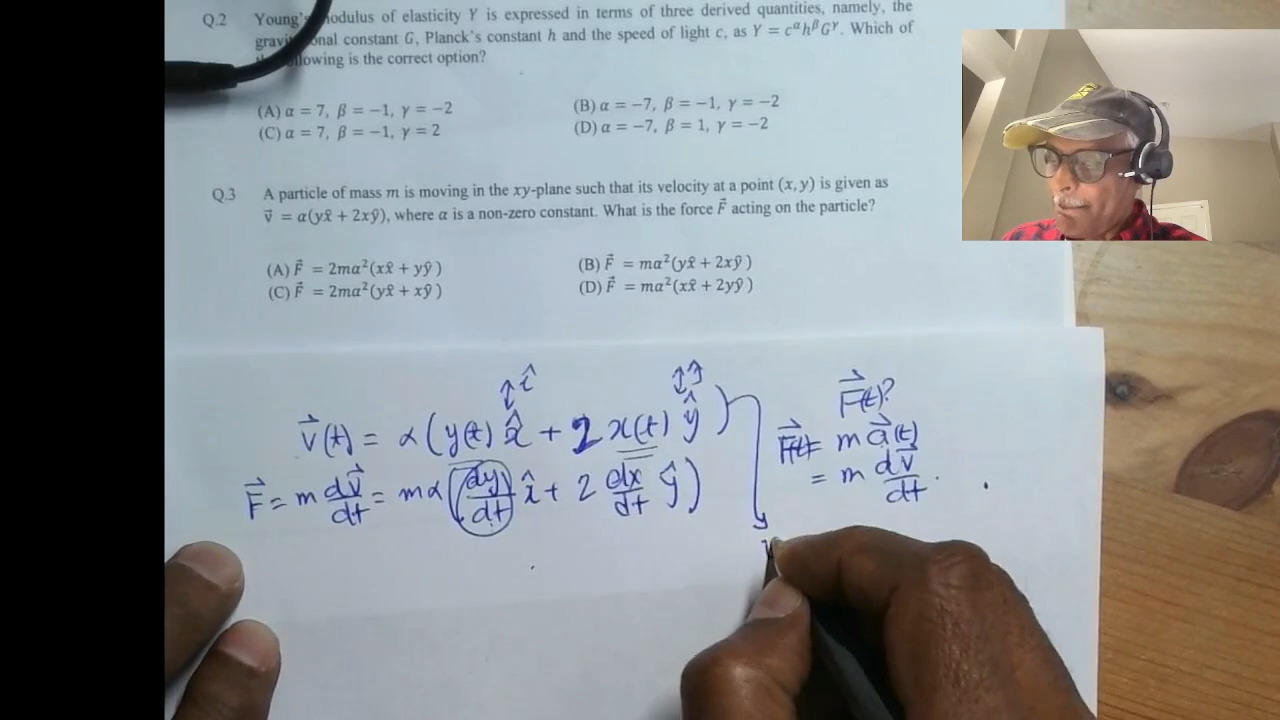 Q.2 Young's modulus of elasticity Y is expressed in terms of three derived quantities, namely, the
onal constant G, Planck's constant h and the speed of light c, as Y = c^α h^β G^γ. Which of
lowing is the correct option?
(A) α = 7, β = −1, γ = −2 (B) α = −7, β = −1, γ = −2
(C) α = 7, β = −1, γ = 2 (D) α = −7, β = 1, γ = −2
Q.3 A particle of mass m is moving in the xy-plane such that its velocity at a point (x, y) is given as
v⃗ = α(yx̂ + 2xŷ), where α is a non-zero constant. What is the force F⃗ acting on the particle?
(A) F⃗ = 2mα²(xx̂ + yŷ) (B) F⃗ = mα²(yx̂ + 2xŷ)
(C) F⃗ = 2mα²(yx̂ + xŷ) (D) F⃗ = mα²(xx̂ + 2yŷ)
î ĵ
v⃗(t) = α(y(t) x̂ + 2 x(t) ŷ)
F⃗ = m dv⃗/dt = mα(dy/dt x̂ + 2 dx/dt ŷ)
F⃗(t)?
F⃗(t) = m a⃗(t)
= m dv⃗/dt.